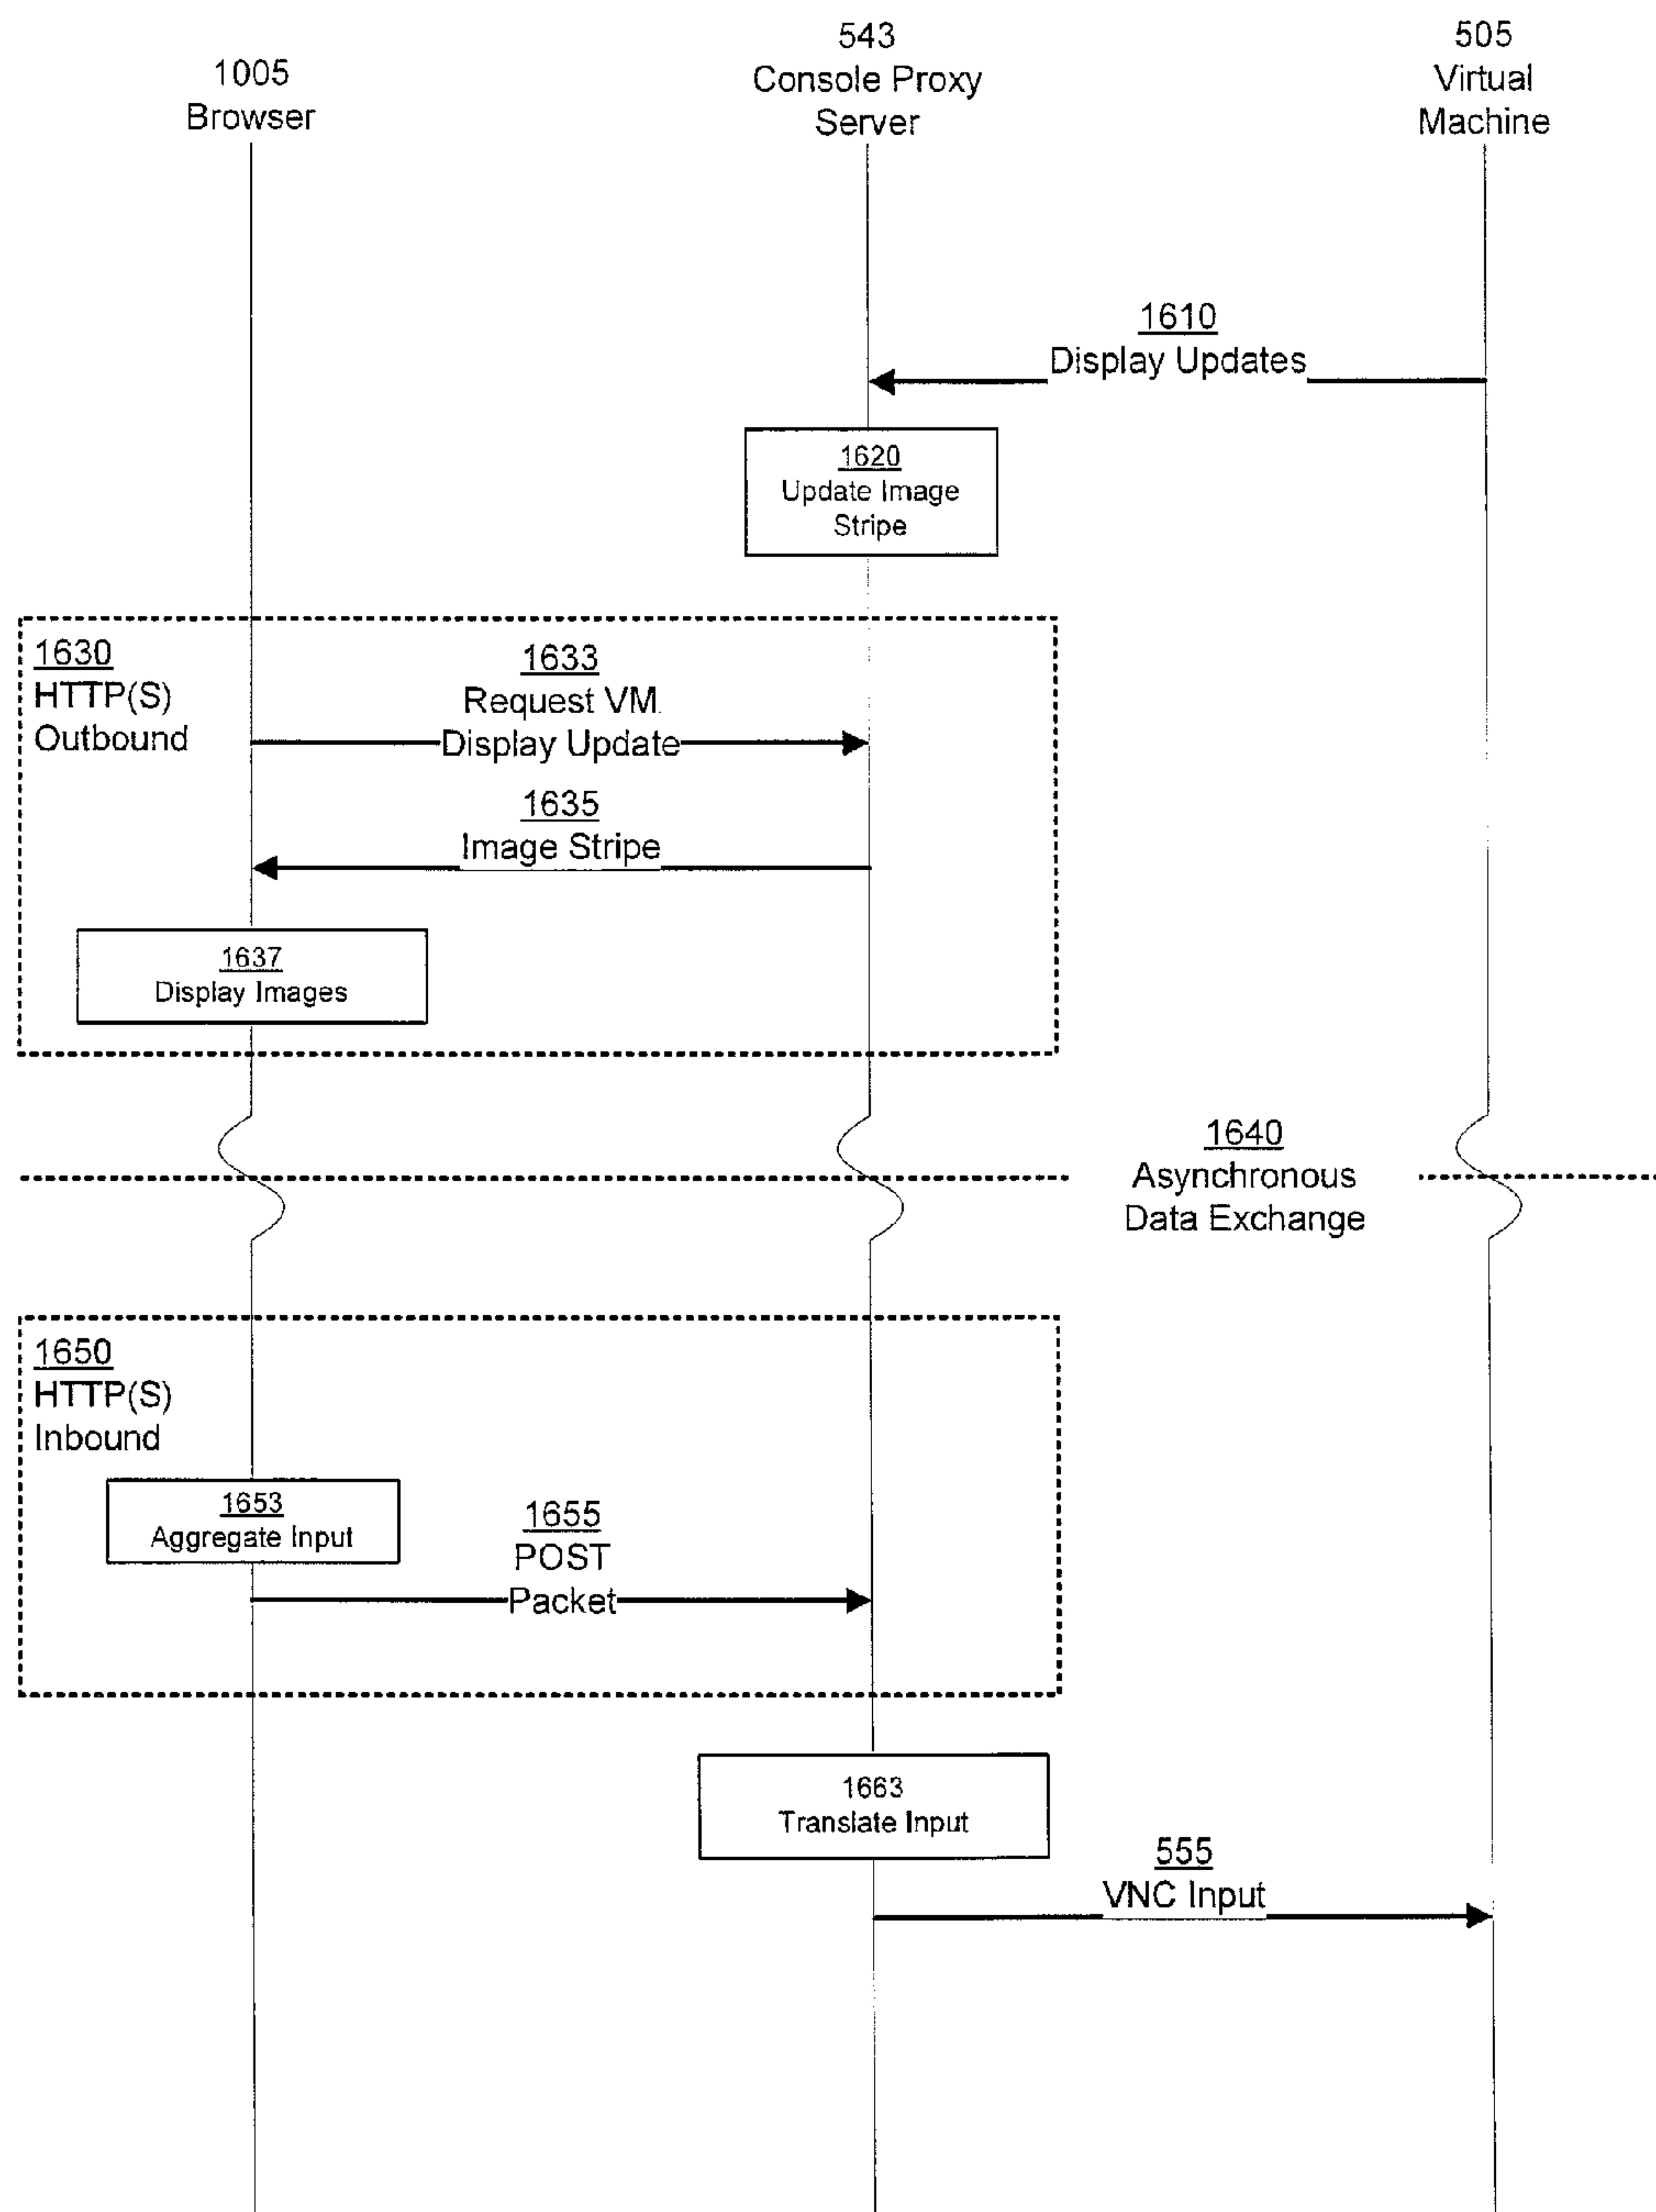 1005
Browser
543
Console Proxy
Server
505
Virtual
Machine
1610
Display Updates
1620
Update Image
Stripe
1630
HTTP(S)
Outbound
1633
Request VM
Display Update
1635
Image Stripe
1637
Display Images
1640
Asynchronous
Data Exchange
1650
HTTP(S)
Inbound
1653
Aggregate Input
1655
POST
Packet
1663
Translate Input
555
VNC Input